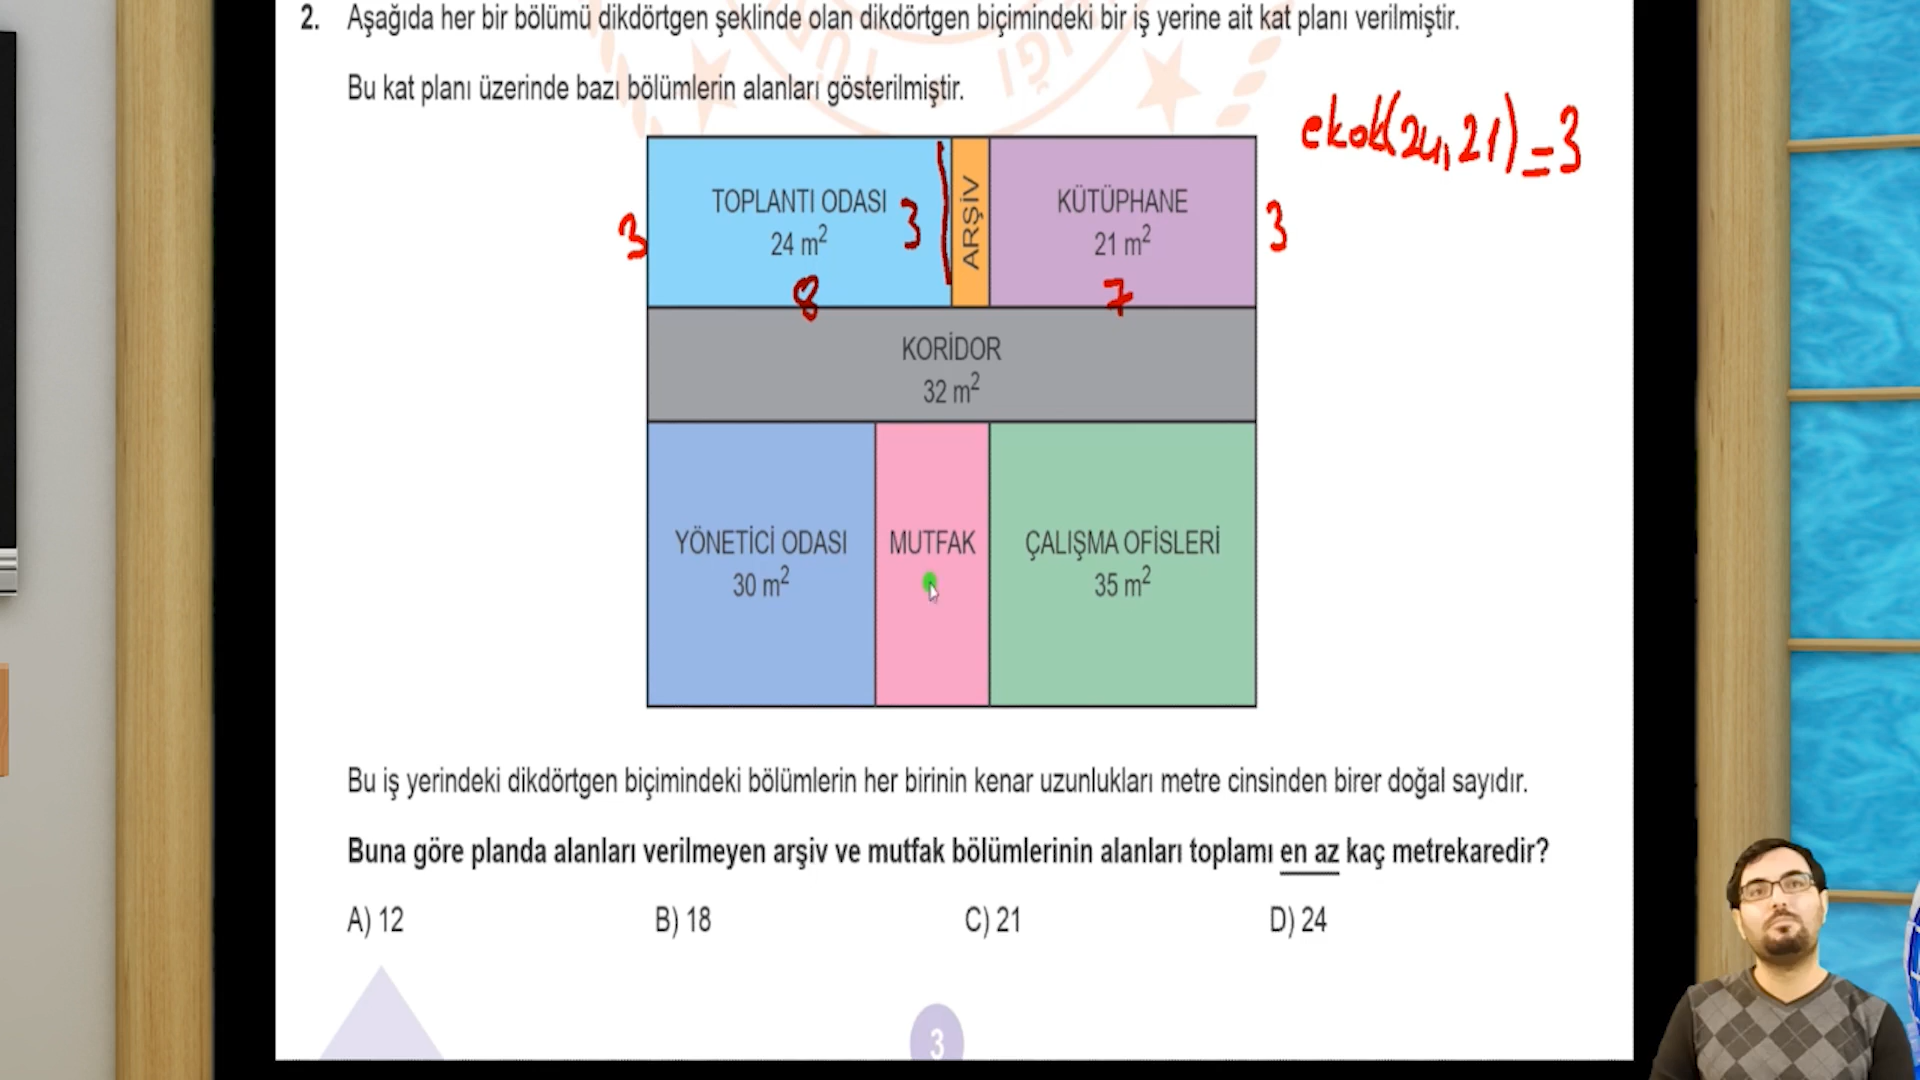 2. Aşağıda her bir bölümü dikdörtgen şeklinde olan dikdörtgen biçimindeki bir iş yerine ait kat planı verilmiştir.
Bu kat planı üzerinde bazı bölümlerin alanları gösterilmiştir.
ekok(24,21)=3
TOPLANTI ODASI
24 m²
3
3
8
ARŞİV
KÜTÜPHANE
21 m²
3
7
KORİDOR
32 m²
YÖNETİCİ ODASI
30 m²
MUTFAK
ÇALIŞMA OFİSLERİ
35 m²
Bu iş yerindeki dikdörtgen biçimindeki bölümlerin her birinin kenar uzunlukları metre cinsinden birer doğal sayıdır.
Buna göre planda alanları verilmeyen arşiv ve mutfak bölümlerinin alanları toplamı en az kaç metrekaredir?
A) 12 B) 18 C) 21 D) 24
3